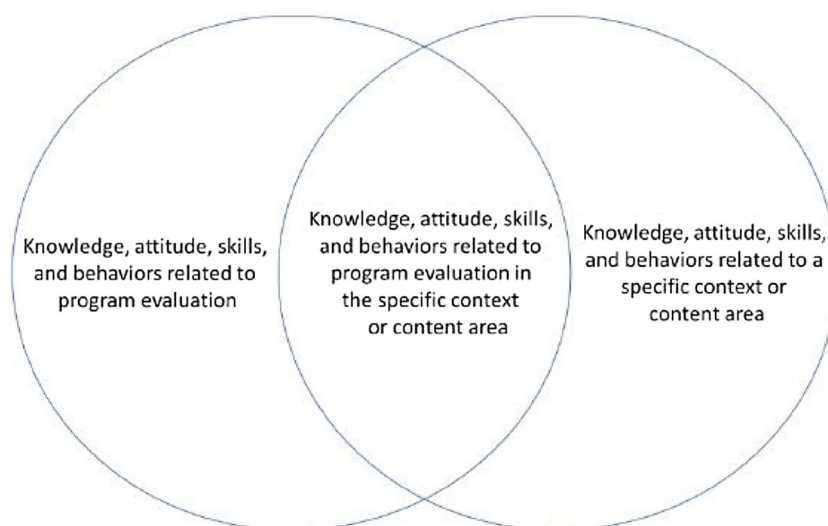 Knowledge, attitude, skills,
and behaviors related to
program evaluation
Knowledge, attitude, skills,
and behaviors related to
program evaluation in
the specific context
or content area
Knowledge, attitude, skills,
and behaviors related to a
specific context or
content area